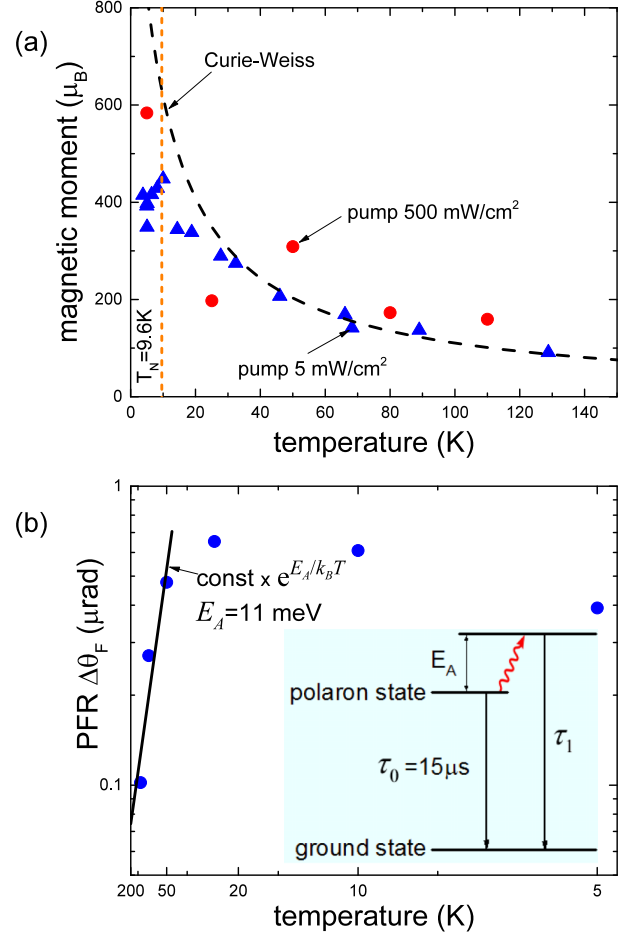 (a)
magnetic moment (μB)
800
600
400
200
0
Curie-Weiss
pump 500 mW/cm²
pump 5 mW/cm²
TN=9.6K
0 20 40 60 80 100 120 140
temperature (K)
(b)
PFR ΔθF (μrad)
1
0.1
const x e^EA/kBT
EA=11 meV
EA
polaron state
τ0 =15μs
τ1
ground state
200 50 20 10 5
temperature (K)